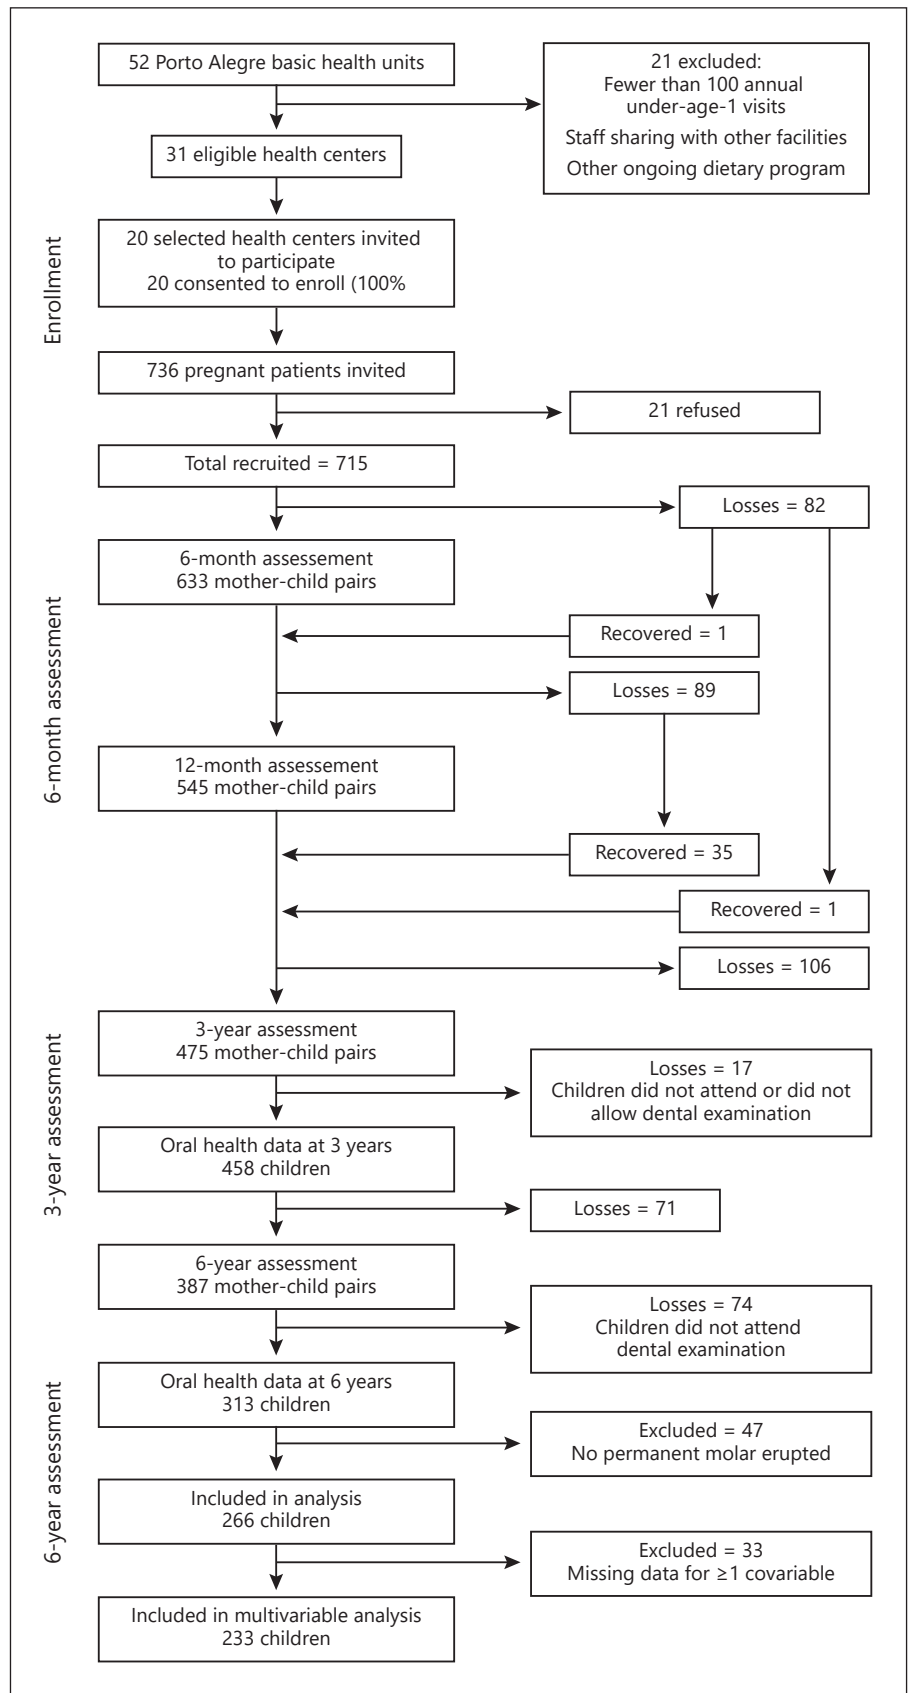 52 Porto Alegre basic health units
21 excluded:
Fewer than 100 annual
under-age-1 visits
Staff sharing with other facilities
Other ongoing dietary program
31 eligible health centers
Enrollment
20 selected health centers invited
to participate
20 consented to enroll (100%
736 pregnant patients invited
21 refused
Total recruited = 715
Losses = 82
6-month assessment
6-month assessement
633 mother-child pairs
Recovered = 1
Losses = 89
12-month assessement
545 mother-child pairs
Recovered = 35
Recovered = 1
Losses = 106
3-year assessment
3-year assessment
475 mother-child pairs
Losses = 17
Children did not attend or did not
allow dental examination
Oral health data at 3 years
458 children
Losses = 71
6-year assessment
6-year assessment
387 mother-child pairs
Losses = 74
Children did not attend
dental examination
Oral health data at 6 years
313 children
Excluded = 47
No permanent molar erupted
Included in analysis
266 children
Excluded = 33
Missing data for ≥1 covariable
Included in multivariable analysis
233 children